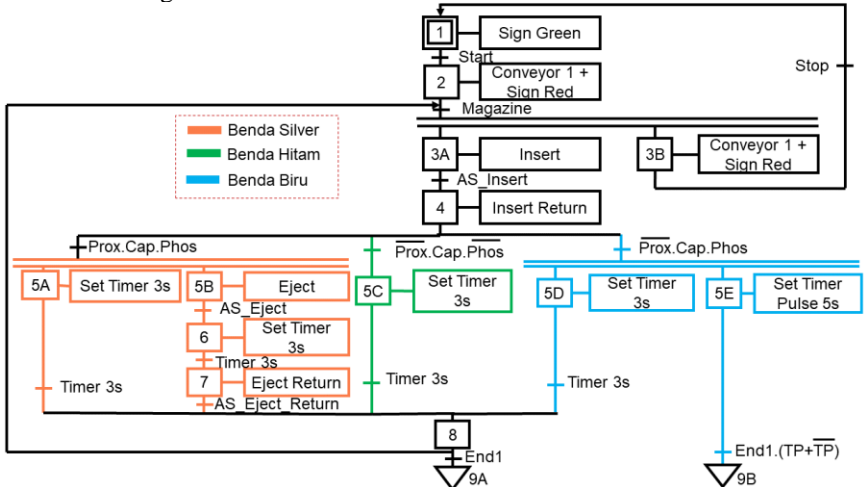 1
Sign Green
Start
Stop
2
Conveyor 1 +
Sign Red
Magazine
Benda Silver
Benda Hitam
Benda Biru
3A
Insert
3B
Conveyor 1 +
Sign Red
AS_Insert
4
Insert Return
Prox.Cap.Phos
P̅r̅o̅x̅.Cap.P̅h̅o̅s̅
P̅r̅o̅x̅.Cap.Phos
5A
Set Timer 3s
5B
Eject
5C
Set Timer
3s
5D
Set Timer
3s
5E
Set Timer
Pulse 5s
AS_Eject
6
Set Timer
3s
Timer 3s
7
Eject Return
Timer 3s
Timer 3s
Timer 3s
AS_Eject_Return
8
End1
9A
End1.(TP+T̅P̅)
9B